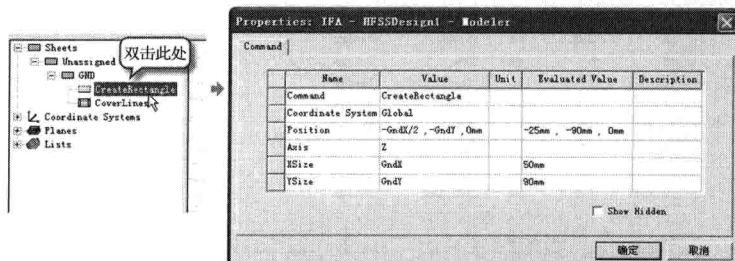 Sheets
Unassigned
GND
CreateRectangle
CoverLines
Coordinate Systems
Planes
Lists
双击此处
Properties: IFA - HFSSDesign1 - Modeler
Command
Name Value Unit Evaluated Value Description
Command CreateRectangle
Coordinate System Global
Position -GndX/2 ,-GndY ,0mm -25mm , -90mm , 0mm
Axis Z
XSize GndX 50mm
YSize GndY 90mm
Show Hidden
确定 取消